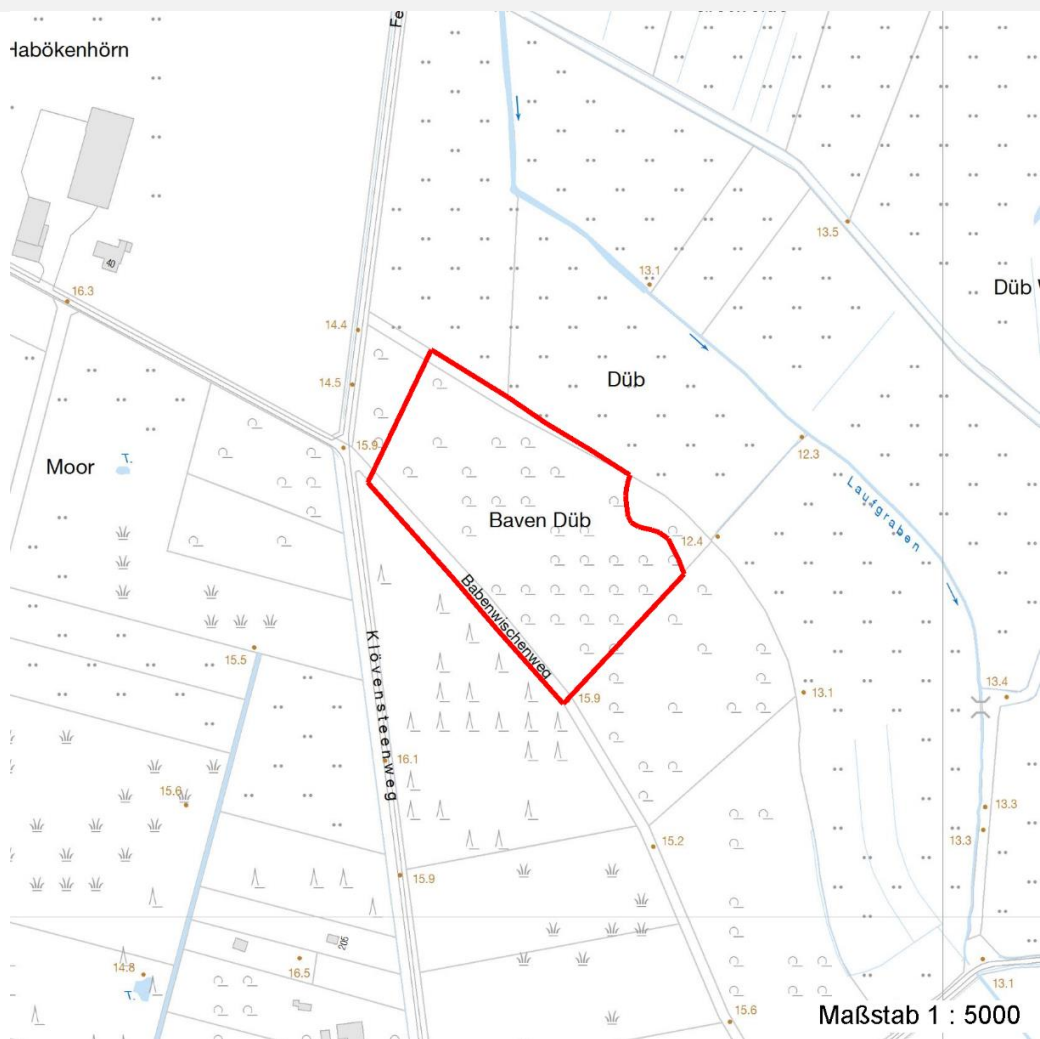 Habökenhörn
Fe
40
16.3
14.4
14.5
15.9
13.1
13.5
Düb
Düb
12.3
Moor
T.
Baven Düb
12.4
Laufgraben
Babenwischenweg
15.5
Klövensteenweg
15.9
13.1
13.4
16.1
15.6
13.3
13.3
15.2
15.9
205
16.5
14.8
T.
15.6
13.1
Maßstab 1 : 5000